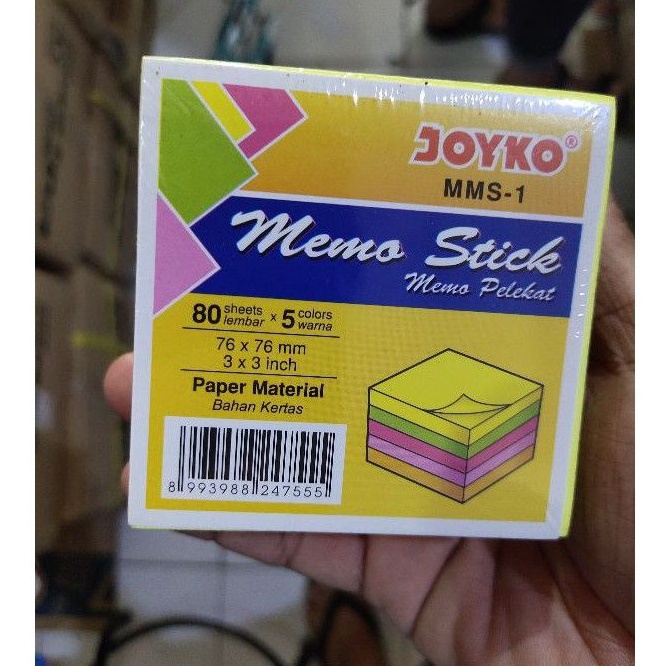 JOYKO®
MMS-1
Memo Stick
Memo Pelekat
80 sheets lembar x 5 colors warna
76 x 76 mm
3 x 3 inch
Paper Material
Bahan Kertas
8 993988 247555